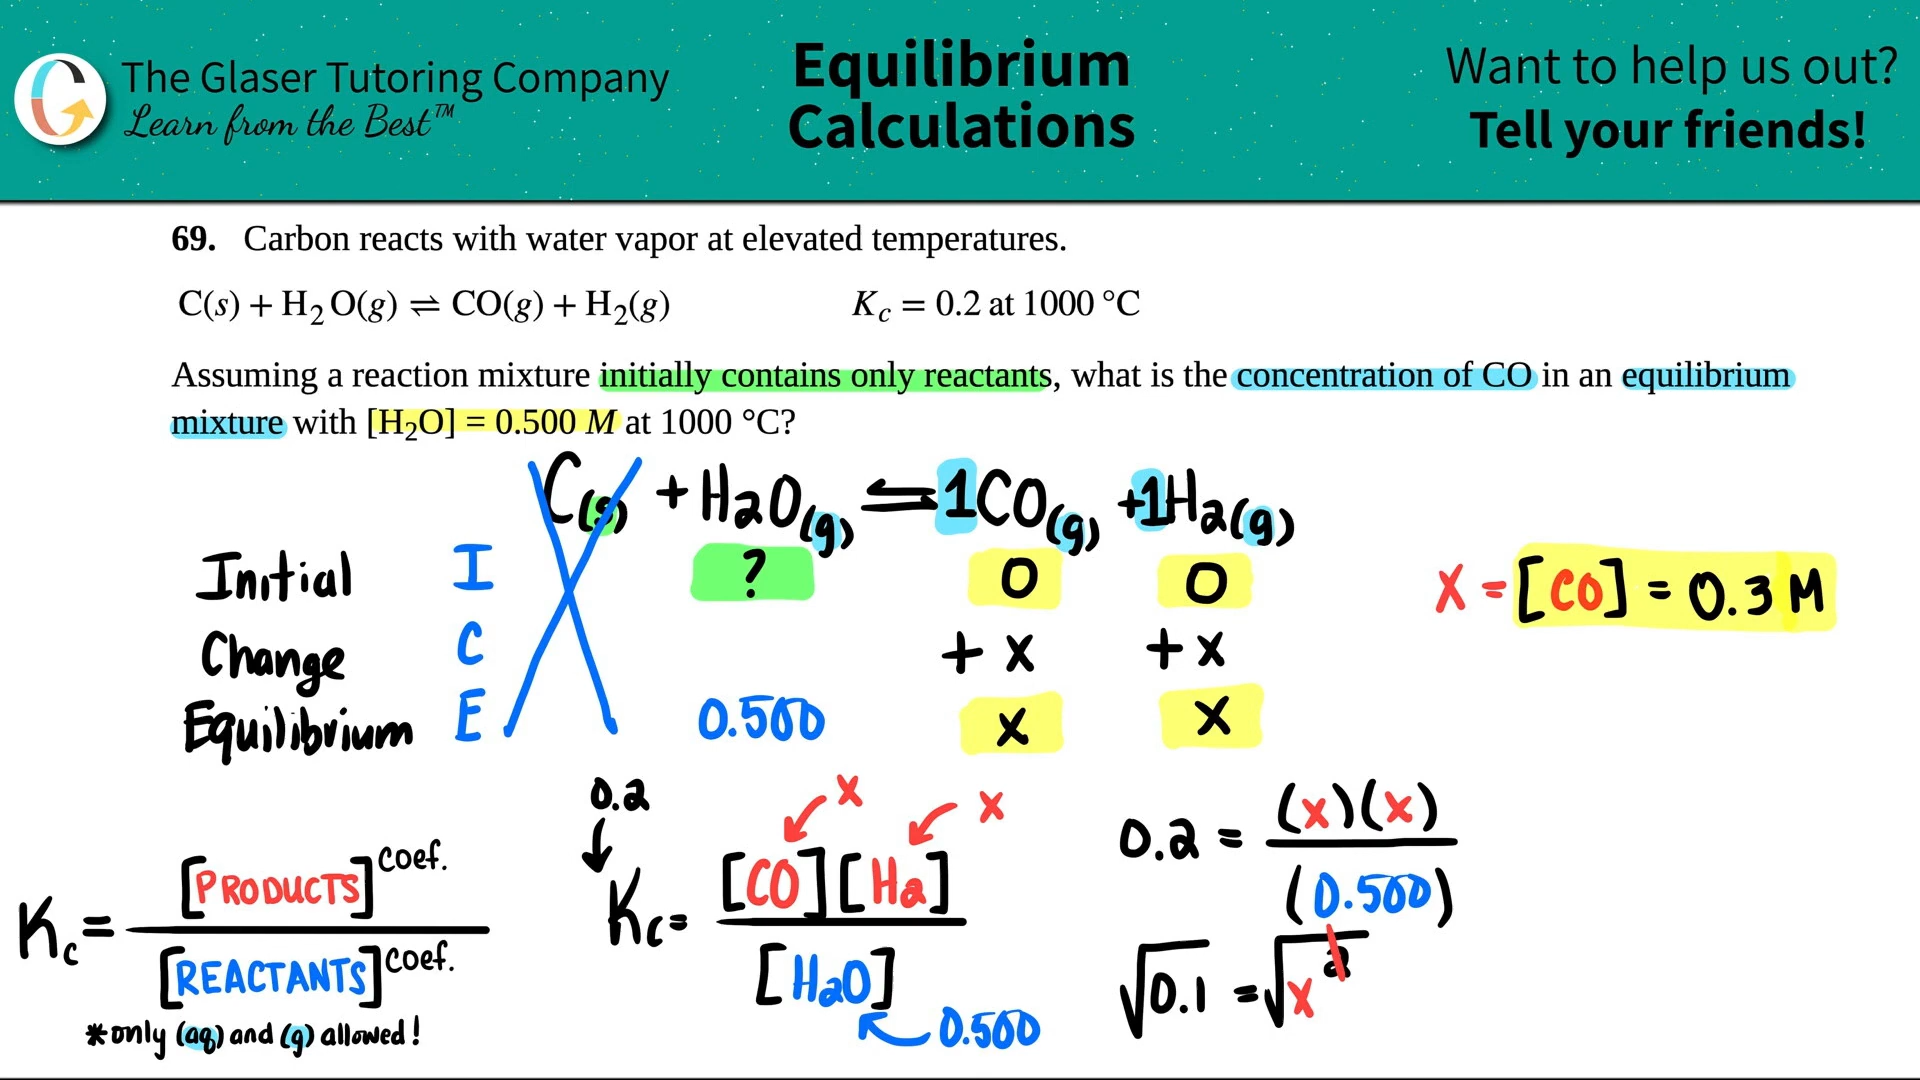 The Glaser Tutoring Company
Learn from the Best™
Equilibrium
Calculations
Want to help us out?
Tell your friends!
69. Carbon reacts with water vapor at elevated temperatures.
C(s) + H₂O(g) ⇌ CO(g) + H₂(g) K꜀ = 0.2 at 1000 °C
Assuming a reaction mixture initially contains only reactants, what is the concentration of CO in an equilibrium
mixture with [H₂O] = 0.500 M at 1000 °C?
C(s) + H₂O(g) ⇌ 1CO(g) + 1H₂(g)
Initial I ? 0 0
Change C + x + x
Equilibrium E 0.500 x x
x = [CO] = 0.3 M
Kc = [PRODUCTS]^coef. / [REACTANTS]^coef.
*only (aq) and (g) allowed!
0.2
x x
Kc = [CO][H₂] / [H₂O]
0.500
0.2 = (x)(x) / (0.500)
√0.1 = √x²